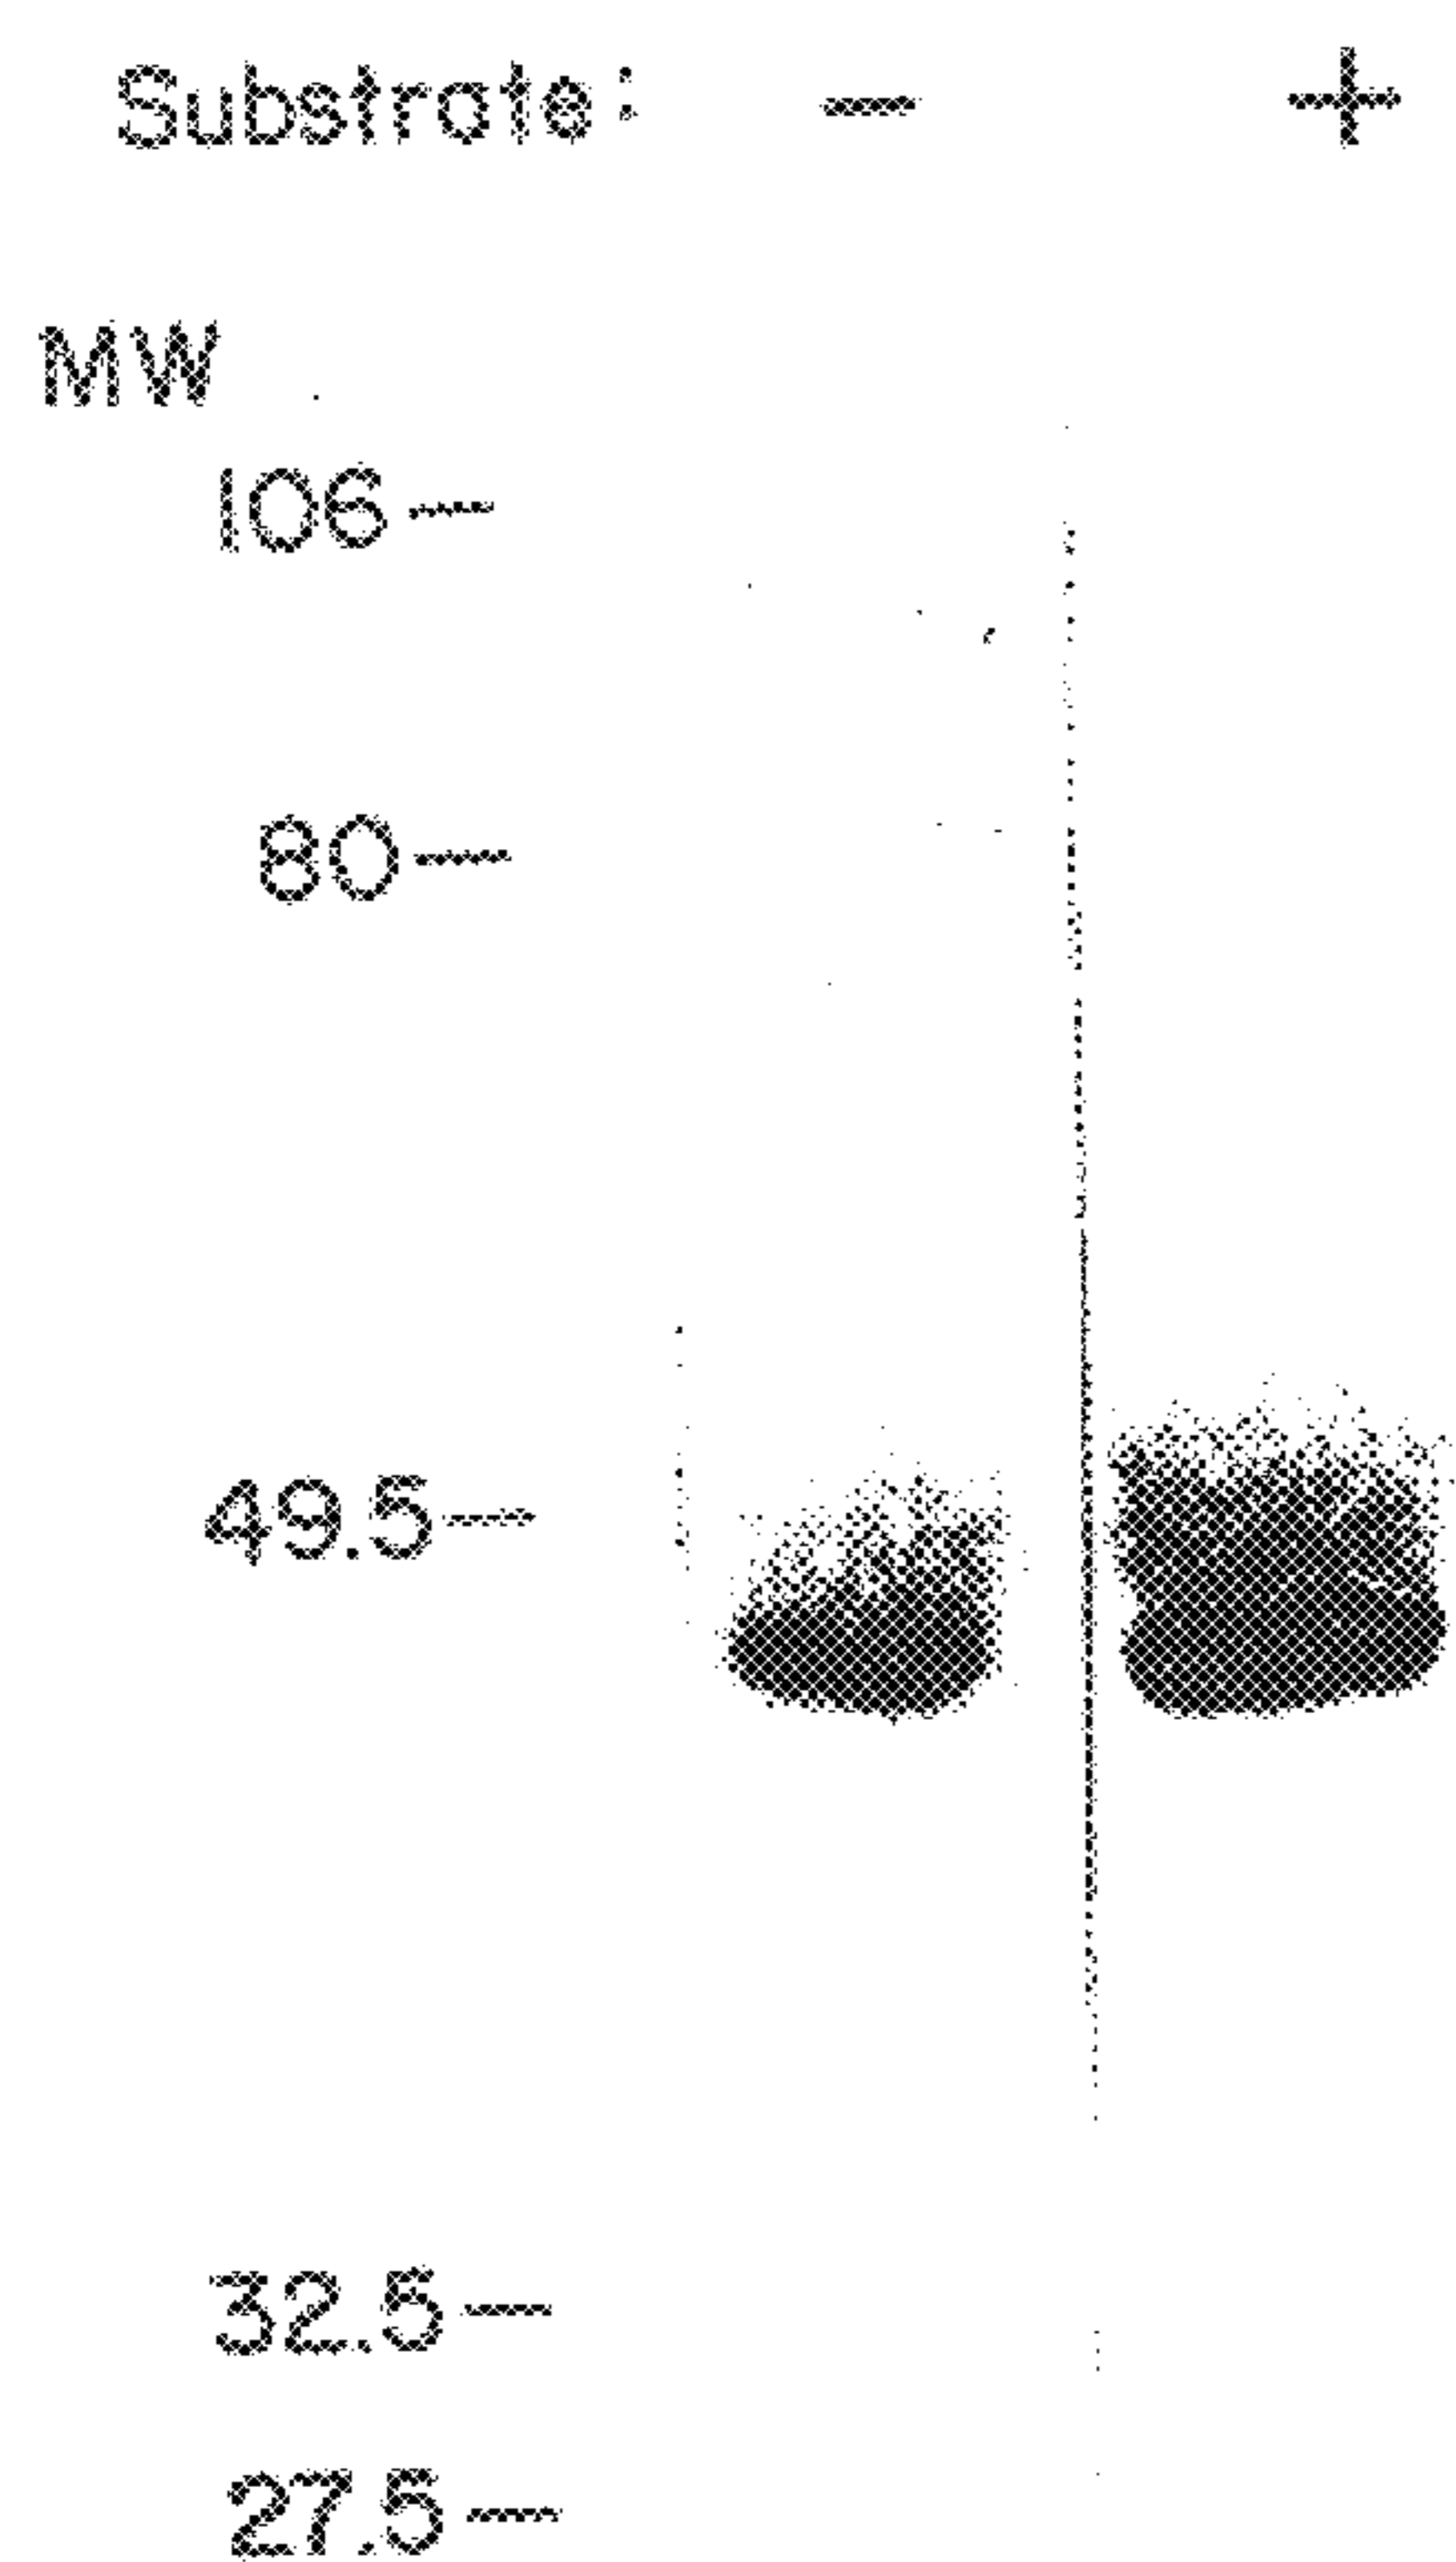 Substrate: — +
MW
106—
80—
49.5—
32.5—
27.5—